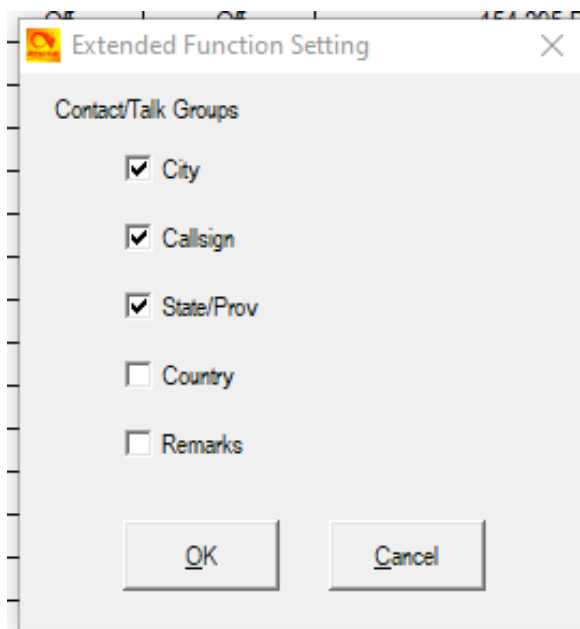 Extended Function Setting
Contact/Talk Groups
City
Callsign
State/Prov
Country
Remarks
OK Cancel